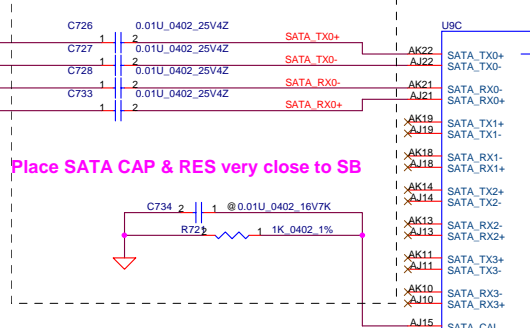 C726 0.01U_0402_25V4Z U9C
1 2 SATA_TX0+
C727 0.01U_0402_25V4Z AK22 SATA_TX0+
1 2 SATA_TX0- AJ22 SATA_TX0-
C728 0.01U_0402_25V4Z
1 2 SATA_RX0- AK21 SATA_RX0-
C733 0.01U_0402_25V4Z AJ21 SATA_RX0+
1 2 SATA_RX0+
AK19 SATA_TX1+
AJ19 SATA_TX1-
AK18 SATA_RX1-
Place SATA CAP & RES very close to SB AJ18 SATA_RX1+
AK14 SATA_TX2+
AJ14 SATA_TX2-
C734 2 1 @0.01U_0402_16V7K
AK13 SATA_RX2-
R721 2 1 1K_0402_1% AJ13 SATA_RX2+
AK11 SATA_TX3+
AJ11 SATA_TX3-
AK10 SATA_RX3-
AJ10 SATA_RX3+
AJ15 SATA_CAL